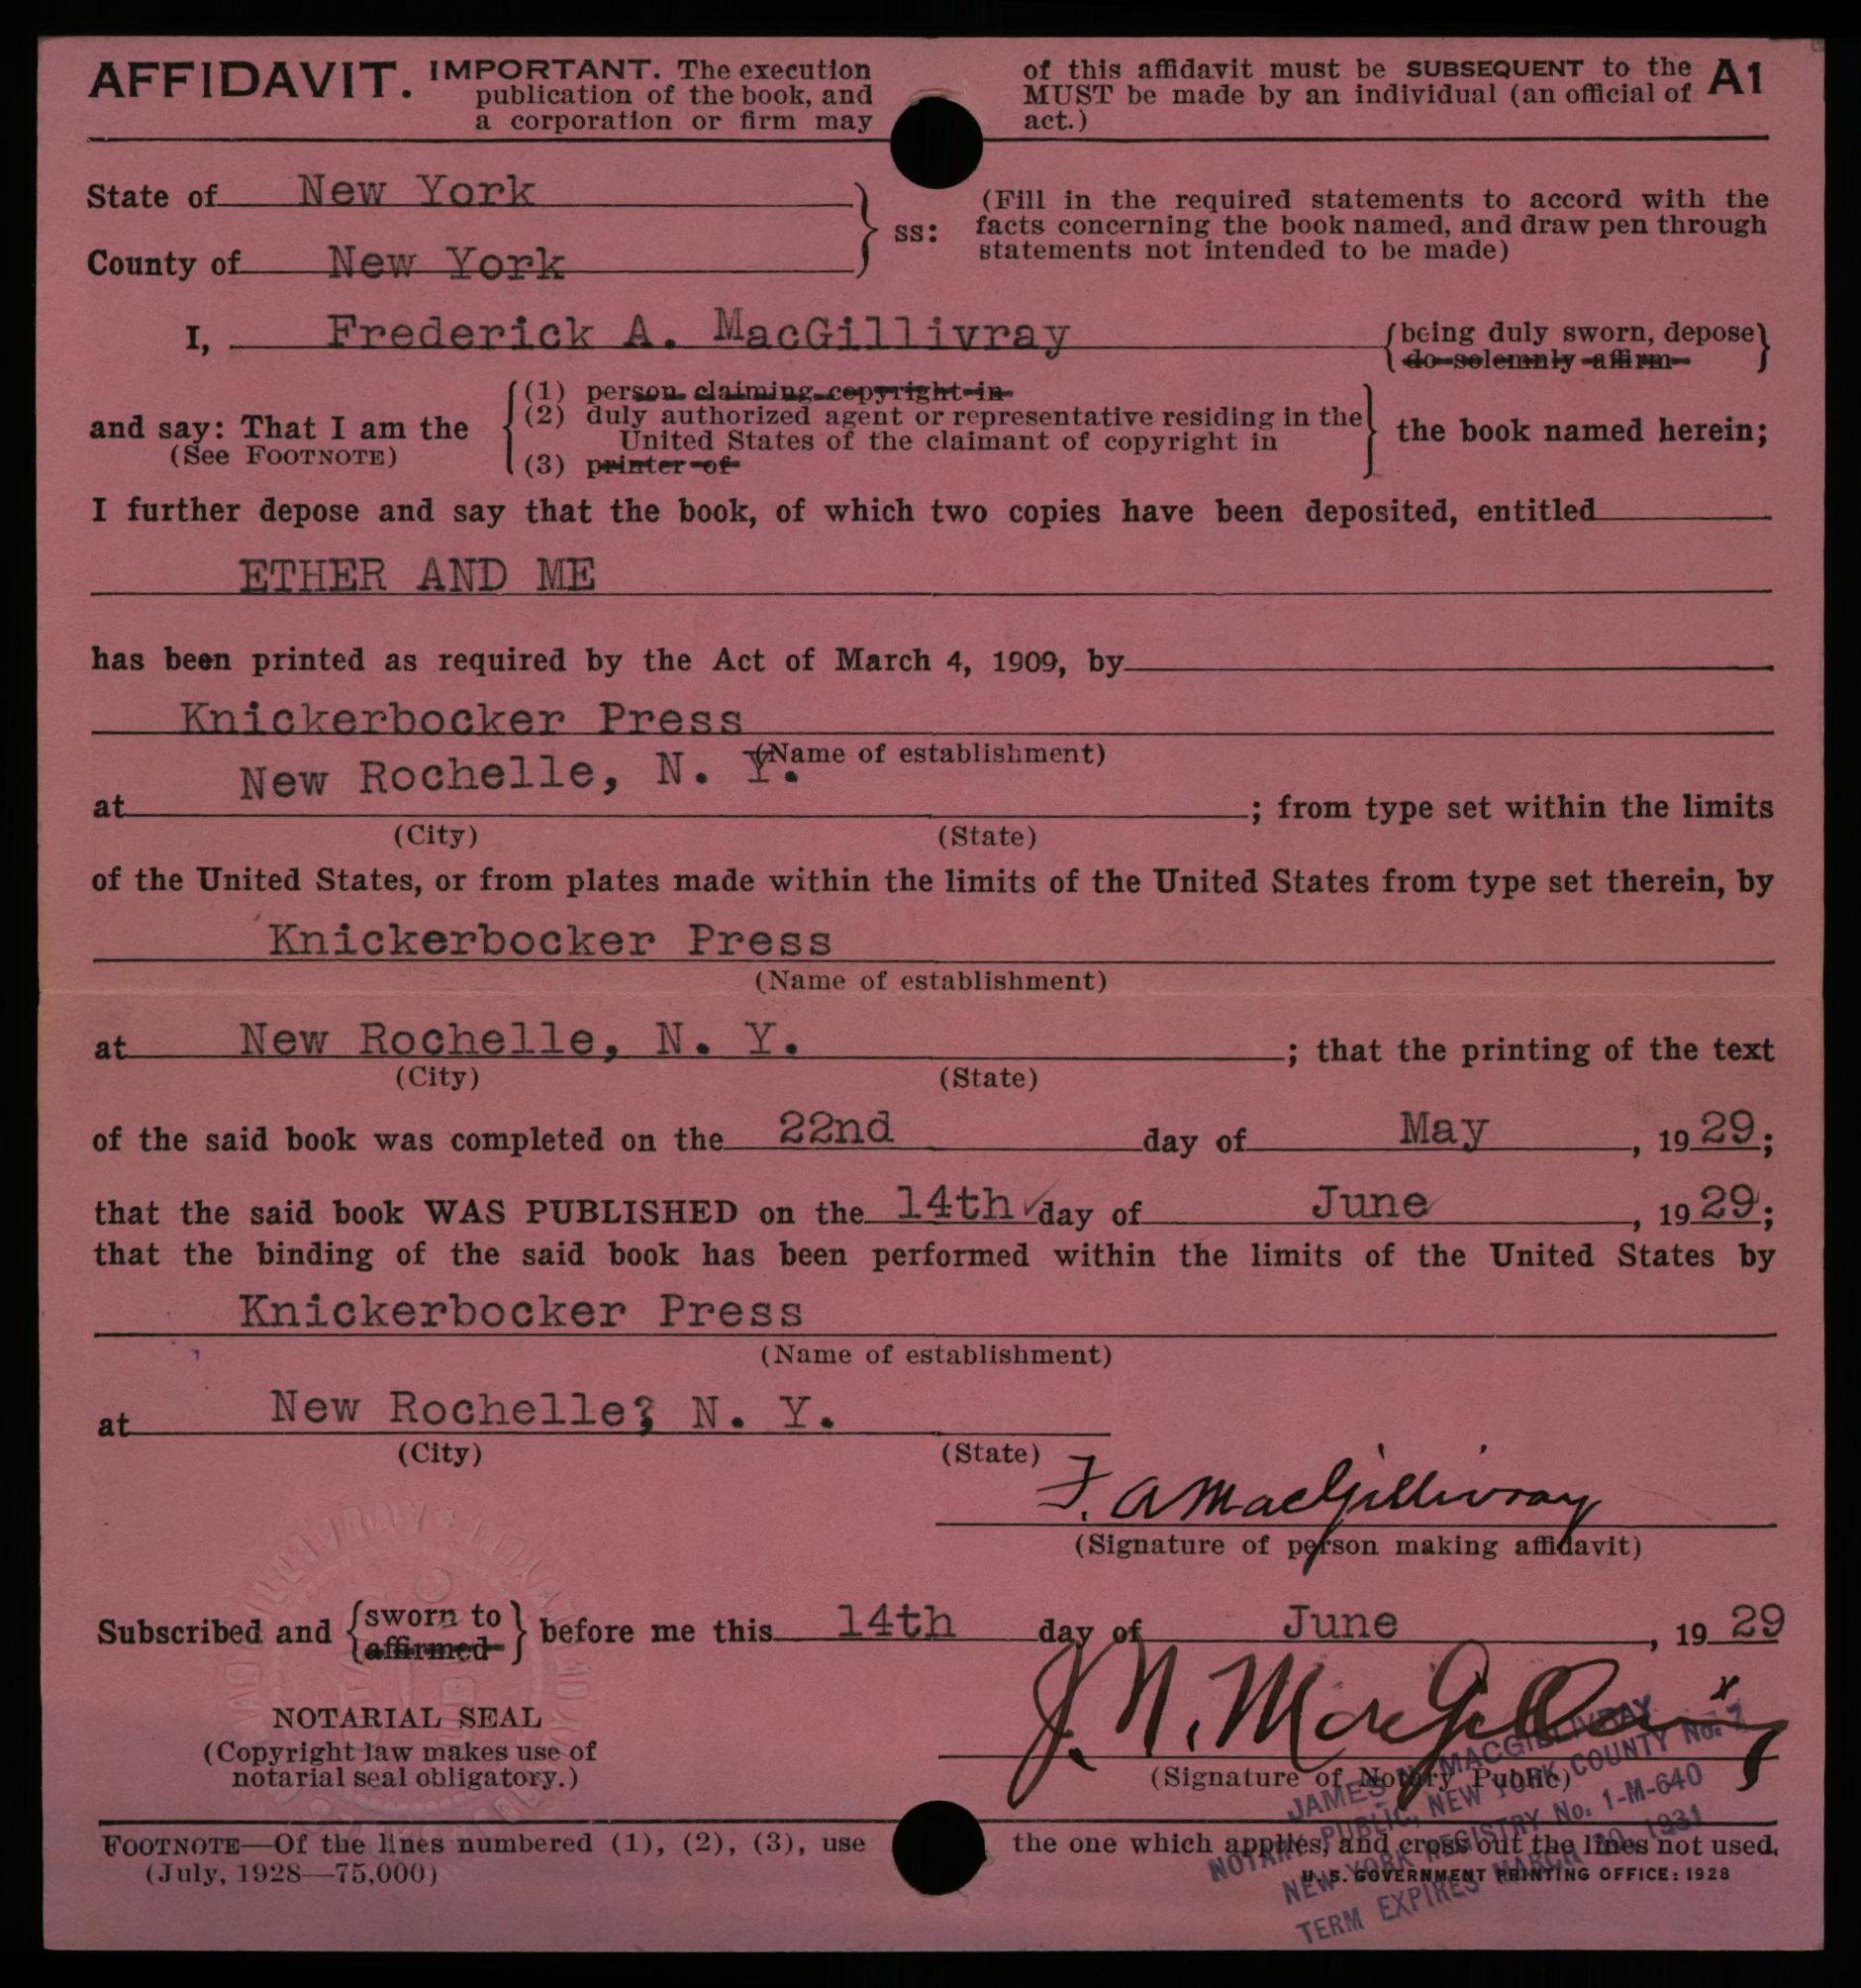 AFFIDAVIT. IMPORTANT. The execution of this affidavit must be SUBSEQUENT to the A1
publication of the book, and MUST be made by an individual (an official of
a corporation or firm may act.)
State of New York
County of New York
ss:
(Fill in the required statements to accord with the
facts concerning the book named, and draw pen through
statements not intended to be made)
I, Frederick A. MacGillivray {being duly sworn, depose}
do solemnly affirm
and say: That I am the
(See FOOTNOTE)
(1) person claiming copyright in
(2) duly authorized agent or representative residing in the
United States of the claimant of copyright in
(3) printer of
the book named herein;
I further depose and say that the book, of which two copies have been deposited, entitled
ETHER AND ME
has been printed as required by the Act of March 4, 1909, by
Knickerbocker Press
(Name of establishment)
at New Rochelle, N. Y. ; from type set within the limits
(City) (State)
of the United States, or from plates made within the limits of the United States from type set therein, by
Knickerbocker Press
(Name of establishment)
at New Rochelle, N. Y. ; that the printing of the text
(City) (State)
of the said book was completed on the 22nd day of May, 1929;
that the said book WAS PUBLISHED on the 14th day of June, 1929;
that the binding of the said book has been performed within the limits of the United States by
Knickerbocker Press
(Name of establishment)
at New Rochelle? N. Y.
(City) (State)
F. A MacGillivray
(Signature of person making affidavit)
Subscribed and {sworn to} before me this 14th day of June, 1929
affirmed
J. N. MacGillivray
NOTARIAL SEAL
(Copyright law makes use of
notarial seal obligatory.)
(Signature of Notary Public)
JAMES N. MACGILLIVRAY
NOTARY PUBLIC, NEW YORK COUNTY No. 7
NEW YORK REGISTRY No. 1-M-640
TERM EXPIRES MARCH 30, 1931
FOOTNOTE—Of the lines numbered (1), (2), (3), use the one which applies, and cross out the lines not used.
(July, 1928—75,000)
U. S. GOVERNMENT PRINTING OFFICE: 1928